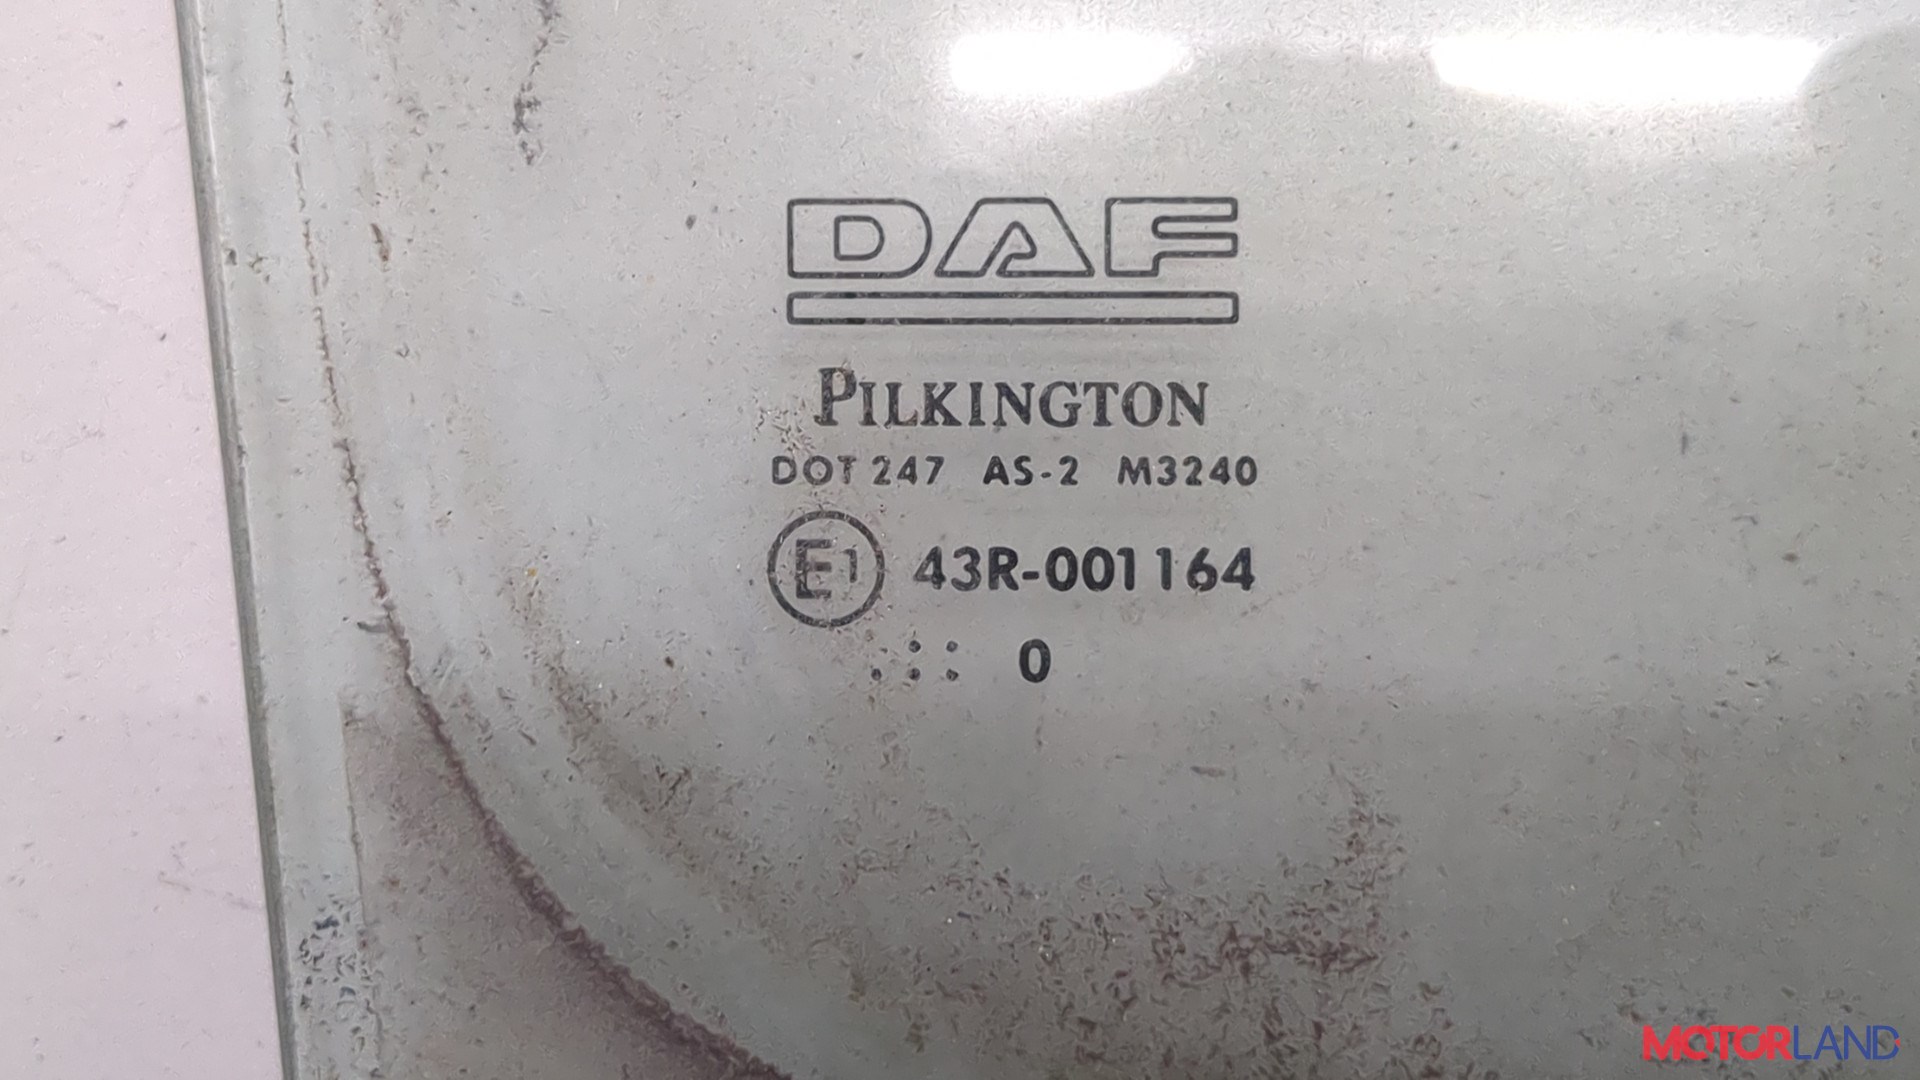 DAF
PILKINGTON
DOT 247 AS-2 M3240
E1 43R-001164
0
MOTORLAND